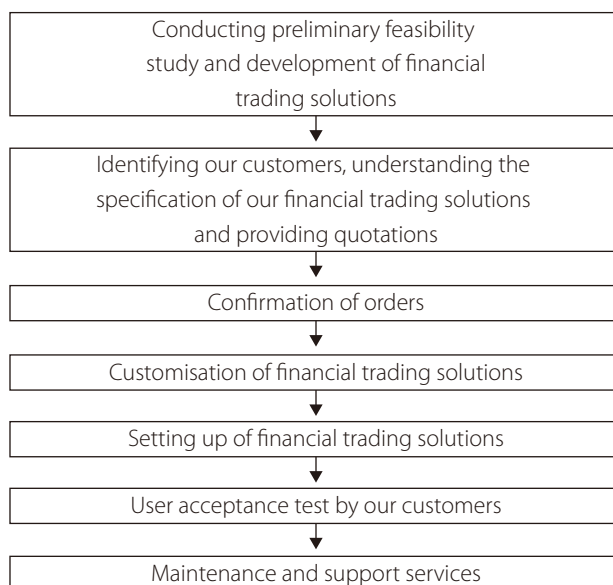 Conducting preliminary feasibility
study and development of financial
trading solutions
Identifying our customers, understanding the
specification of our financial trading solutions
and providing quotations
Confirmation of orders
Customisation of financial trading solutions
Setting up of financial trading solutions
User acceptance test by our customers
Maintenance and support services